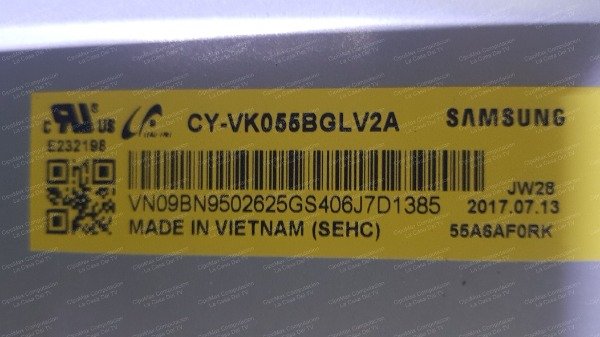 CY-VK055BGLV2A
SAMSUNG
c UL US
E232198
VN09BN9502625GS406J7D1385
JW28
2017.07.13
MADE IN VIETNAM (SEHC)
55A6AF0RK